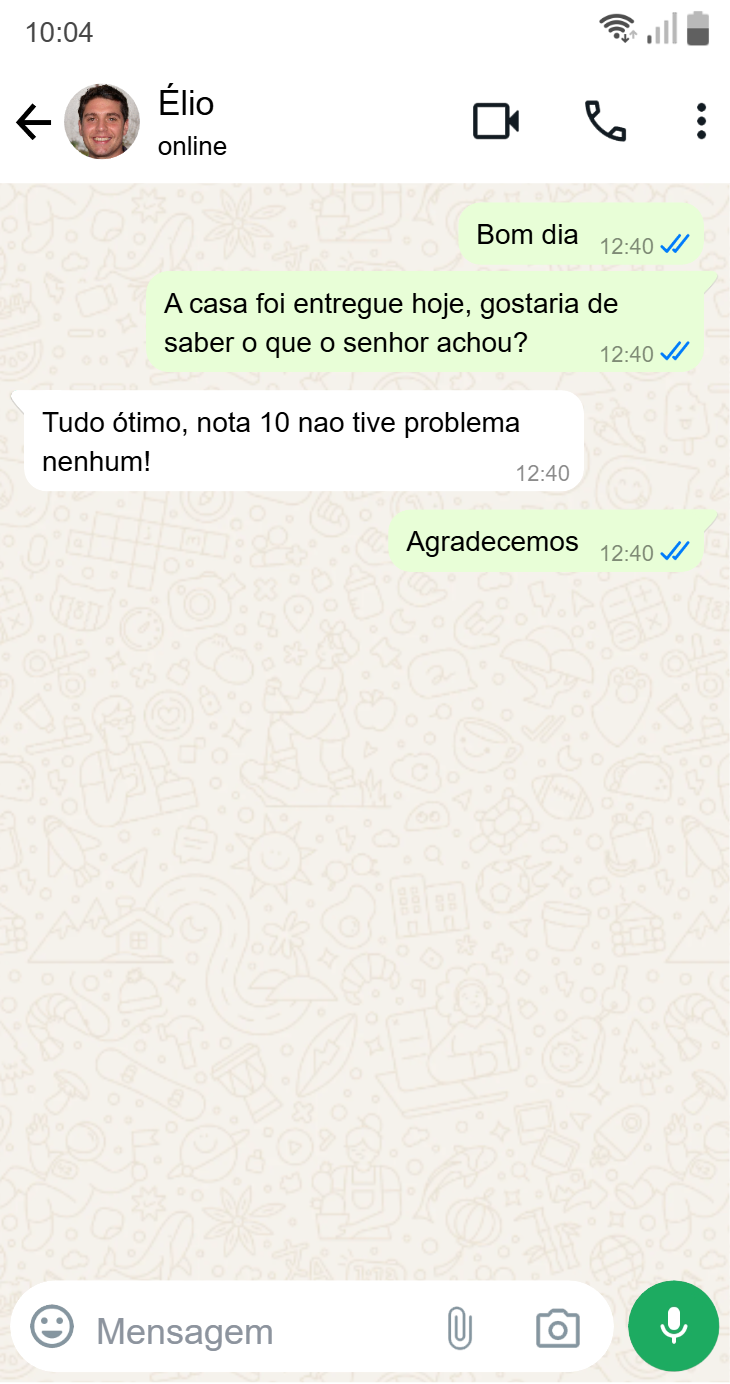 10:04
Élio
online
Bom dia
12:40
A casa foi entregue hoje, gostaria de
saber o que o senhor achou?
12:40
Tudo ótimo, nota 10 nao tive problema
nenhum!
12:40
Agradecemos
12:40
Mensagem